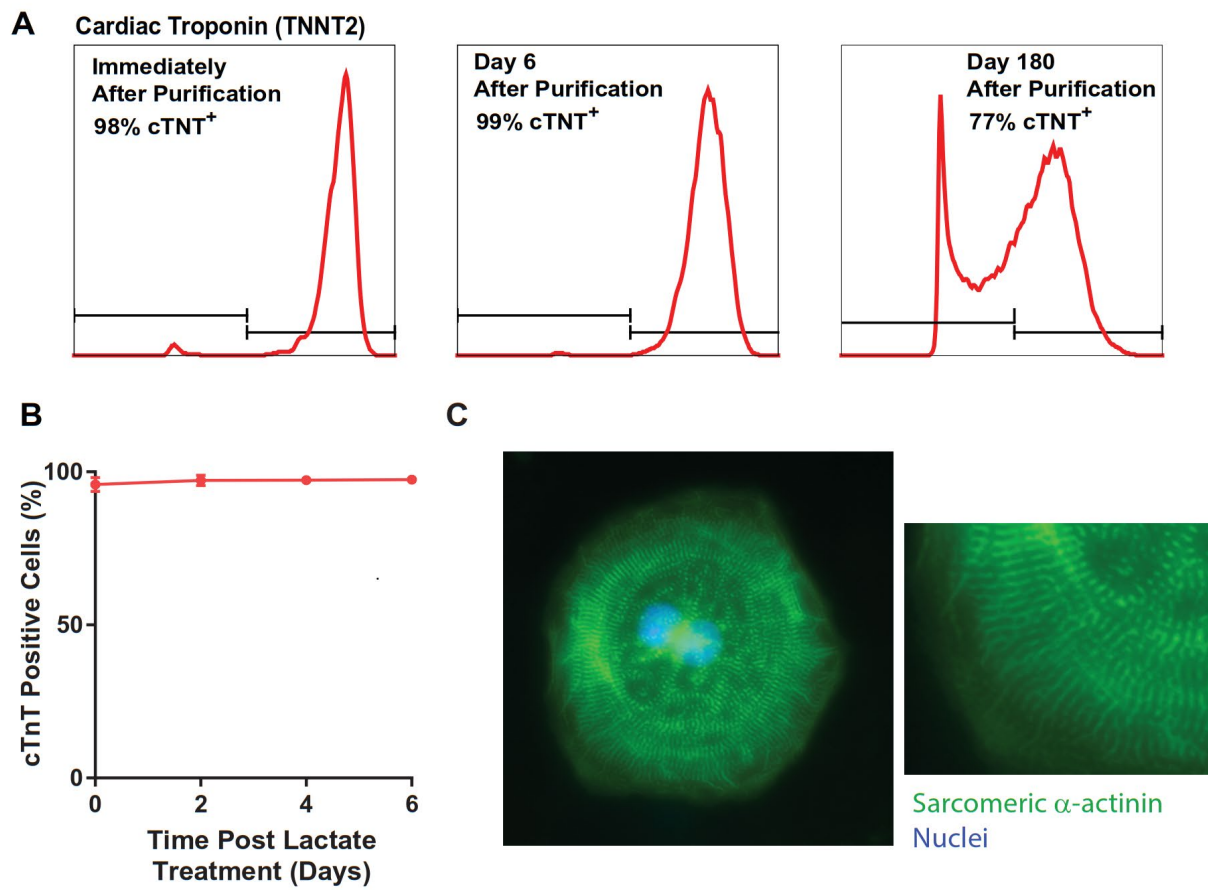 A
Cardiac Troponin (TNNT2)
Immediately
After Purification
98% cTNT+
Day 6
After Purification
99% cTNT+
Day 180
After Purification
77% cTNT+
B
cTnT Positive Cells (%)
100
50
0
0 2 4 6
Time Post Lactate
Treatment (Days)
C
Sarcomeric α-actinin
Nuclei